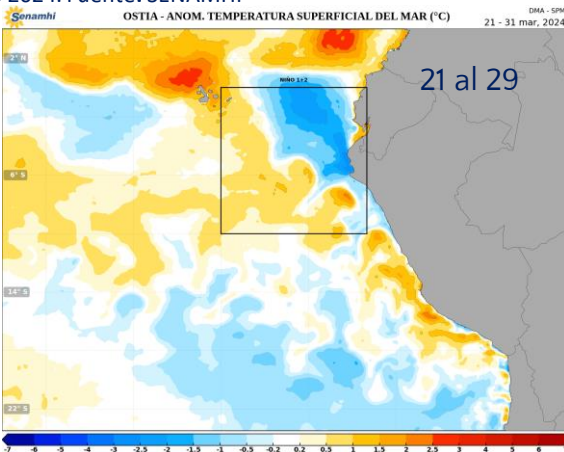 Senamhi
OSTIA - ANOM. TEMPERATURA SUPERFICIAL DEL MAR (°C)
DMA - SPM
21 - 31 mar, 2024
2° N
NIÑO 1+2
21 al 29
6° S
14° S
22° S
-7 -6 -5 -4 -3 -2.5 -2 -1.5 -1 -0.5 -0.2 0.2 0.5 1 1.5 2 2.5 3 4 5 6